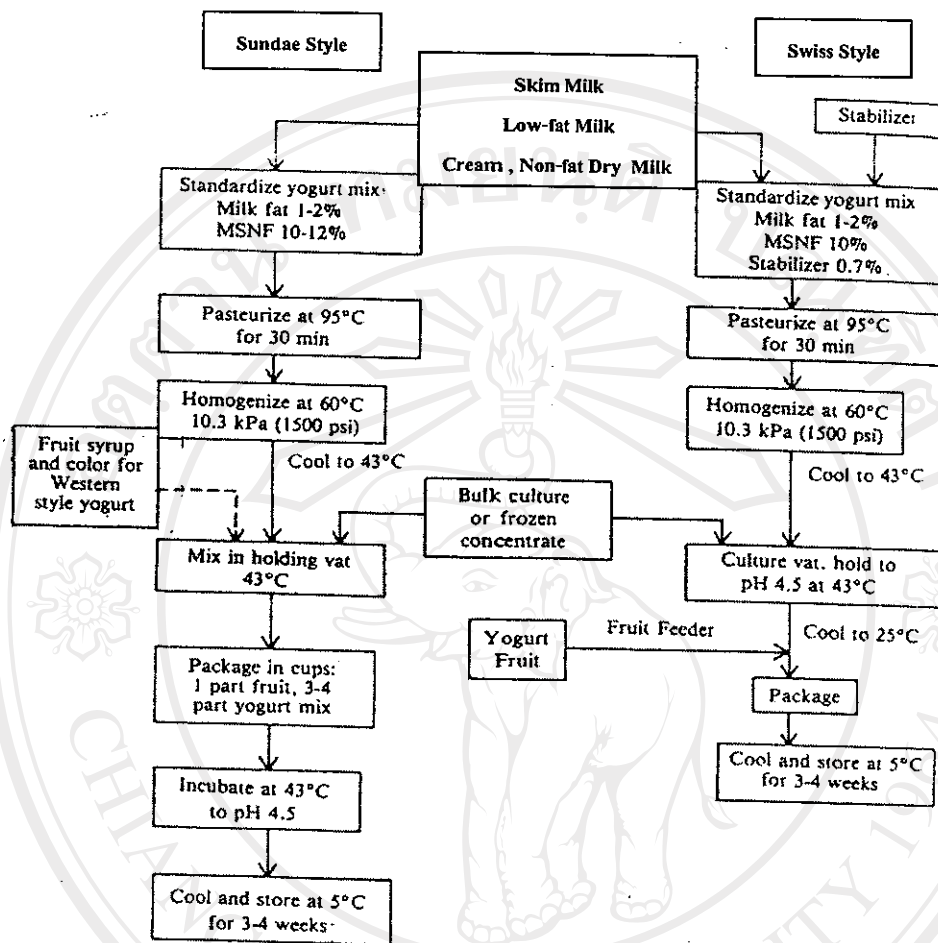 Sundae Style
Swiss Style
Skim Milk
Low-fat Milk
Cream , Non-fat Dry Milk
Stabilizer
Standardize yogurt mix
Milk fat 1-2%
MSNF 10-12%
Standardize yogurt mix
Milk fat 1-2%
MSNF 10%
Stabilizer 0.7%
Pasteurize at 95°C
for 30 min
Pasteurize at 95°C
for 30 min
Homogenize at 60°C
10.3 kPa (1500 psi)
Homogenize at 60°C
10.3 kPa (1500 psi)
Fruit syrup
and color for
Western
style yogurt
Cool to 43°C
Cool to 43°C
Bulk culture
or frozen
concentrate
Mix in holding vat
43°C
Culture vat. hold to
pH 4.5 at 43°C
Yogurt
Fruit
Fruit Feeder
Cool to 25°C
Package in cups:
1 part fruit, 3-4
part yogurt mix
Package
Incubate at 43°C
to pH 4.5
Cool and store at 5°C
for 3-4 weeks
Cool and store at 5°C
for 3-4 weeks